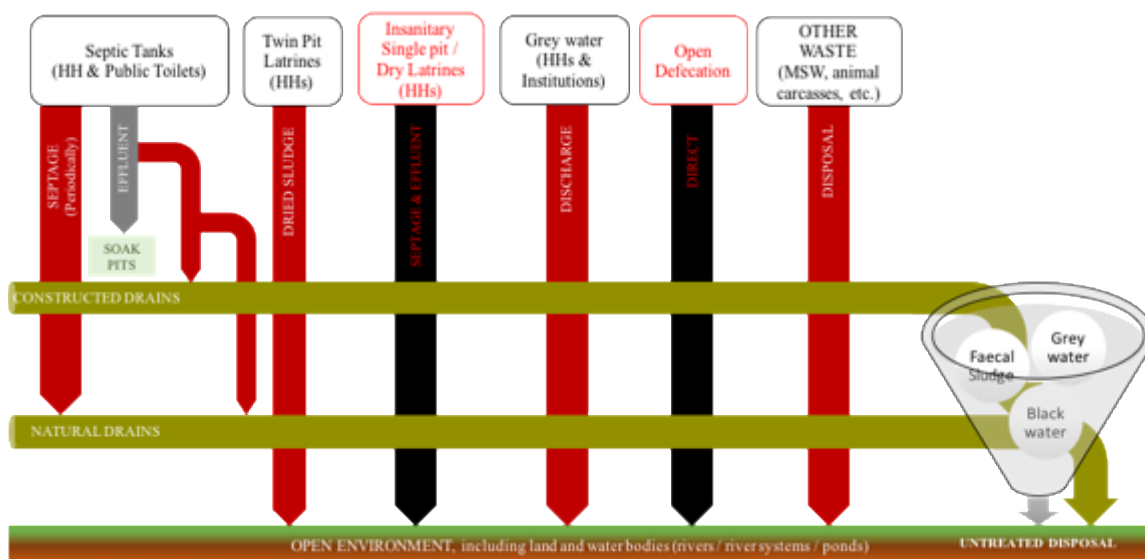 Septic Tanks
(HH & Public Toilets)
Twin Pit
Latrines
(HHs)
Insanitary
Single pit /
Dry Latrines
(HHs)
Grey water
(HHs &
Institutions)
Open
Defecation
OTHER
WASTE
(MSW, animal
carcasses, etc.)
SEPTAGE
(Periodically)
EFFLUENT
DRIED SLUDGE
SEPTAGE & EFFLUENT
DISCHARGE
DIRECT
DISPOSAL
SOAK
PITS
CONSTRUCTED DRAINS
Faecal
Sludge
Grey
water
Black
water
NATURAL DRAINS
OPEN ENVIRONMENT, including land and water bodies (rivers / river systems / ponds)
UNTREATED DISPOSAL